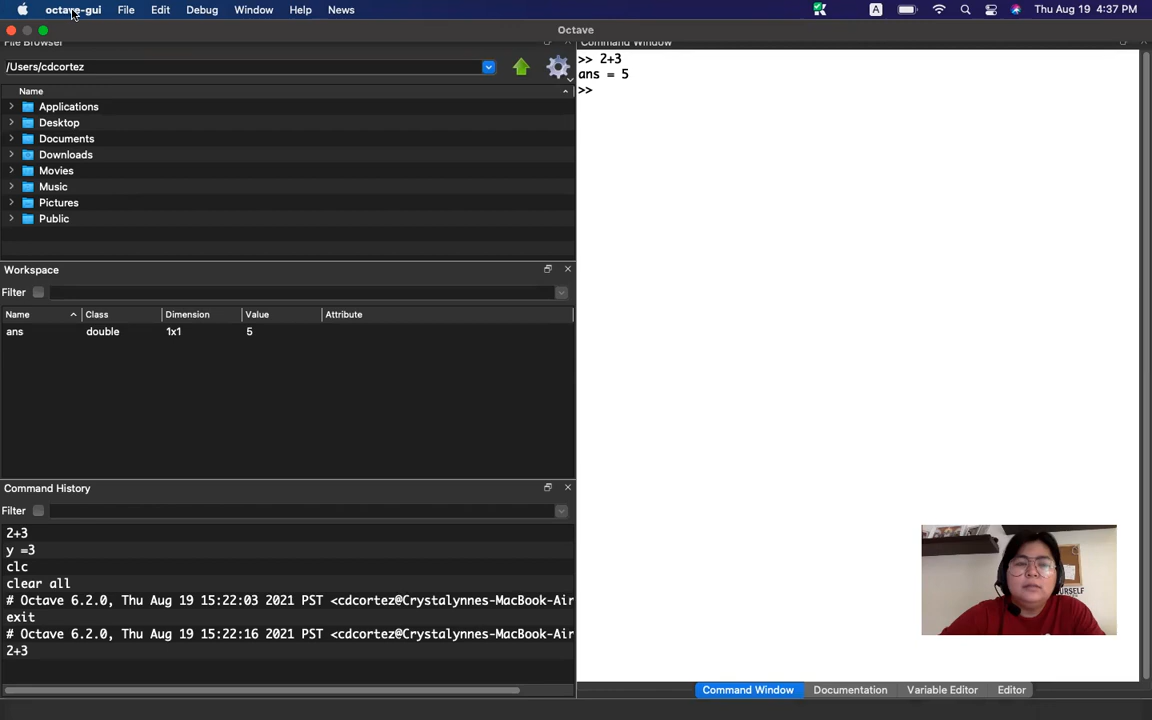 octave-gui File Edit Debug Window Help News A Thu Aug 19 4:37 PM
Octave
File Browser
/Users/cdcortez
Name
Applications
Desktop
Documents
Downloads
Movies
Music
Pictures
Public
Workspace
Filter
Name Class Dimension Value Attribute
ans double 1x1 5
Command History
Filter
2+3
y =3
clc
clear all
# Octave 6.2.0, Thu Aug 19 15:22:03 2021 PST <cdcortez@Crystalynnes-MacBook-Air
exit
# Octave 6.2.0, Thu Aug 19 15:22:16 2021 PST <cdcortez@Crystalynnes-MacBook-Air
2+3
Command Window
>> 2+3
ans = 5
>>
OURSELF
Command Window Documentation Variable Editor Editor